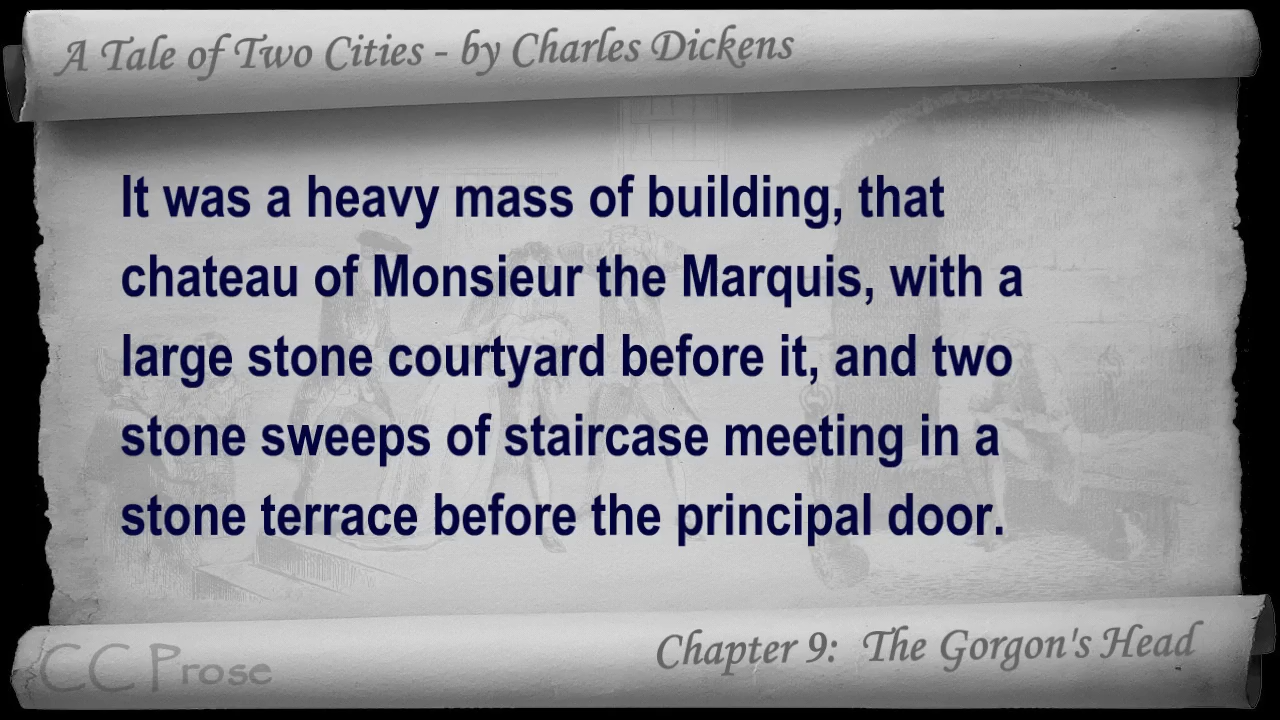 A Tale of Two Cities - by Charles Dickens
It was a heavy mass of building, that
chateau of Monsieur the Marquis, with a
large stone courtyard before it, and two
stone sweeps of staircase meeting in a
stone terrace before the principal door.
Chapter 9: The Gorgon's Head
CC Prose